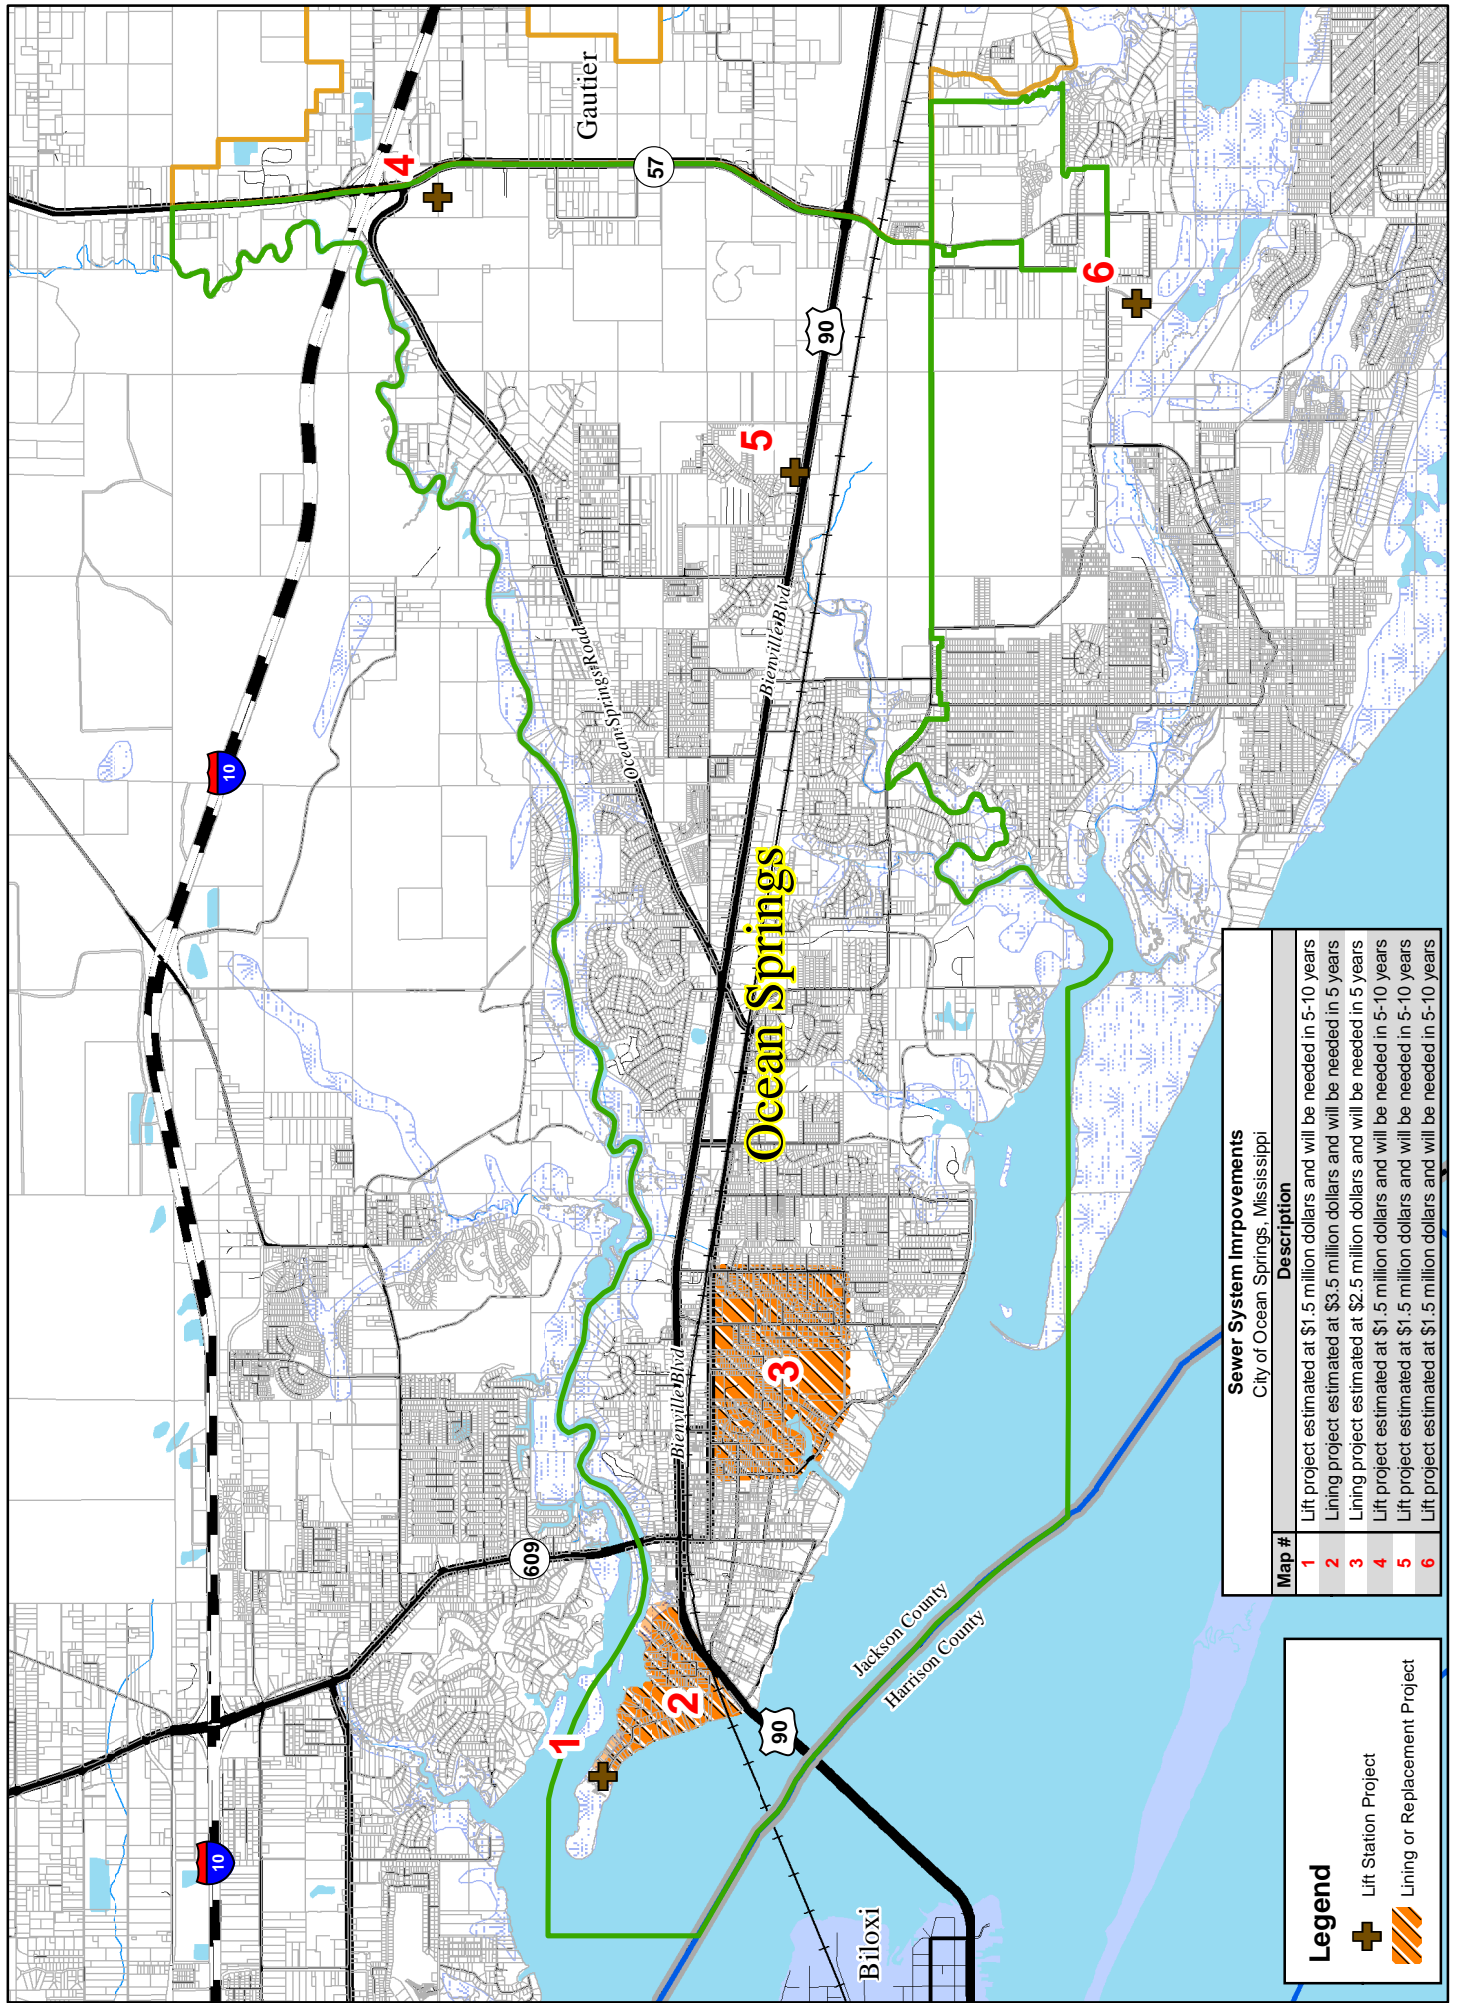 10
10
Gautier
4
57
609
Ocean Springs Road
5
90
Bienville Blvd
Bienville Blvd
Ocean Springs
1
2
3
6
90
Jackson County
Harrison County
Biloxi
Legend
Lift Station Project
Lining or Replacement Project
Sewer System Imrpovements
City of Ocean Springs, Mississippi
Map # Description
1 Lift project estimated at $1.5 million dollars and will be needed in 5-10 years
2 Lining project estimated at $3.5 million dollars and will be needed in 5 years
3 Lining project estimated at $2.5 million dollars and will be needed in 5 years
4 Lift project estimated at $1.5 million dollars and will be needed in 5-10 years
5 Lift project estimated at $1.5 million dollars and will be needed in 5-10 years
6 Lift project estimated at $1.5 million dollars and will be needed in 5-10 years